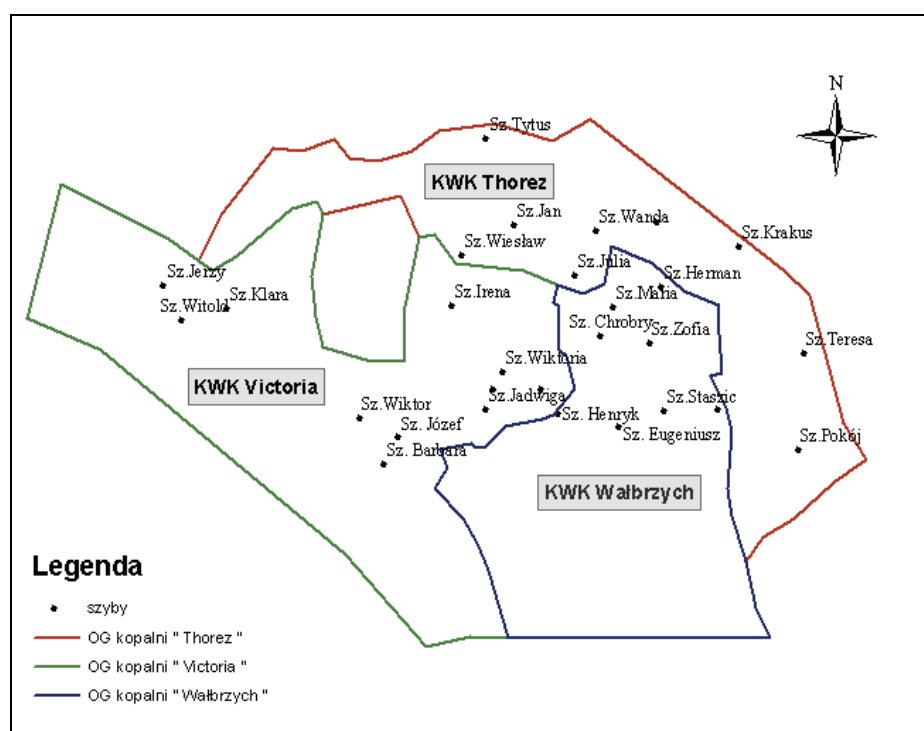 N
Sz.Tytus
KWK Thorez
Sz.Jan
Sz.Wanda
Sz.Krakus
Sz.Wiesław
Sz.Julia
Sz.Herman
Sz.Jerzy
Sz.Klara
Sz.Irena
Sz.Maria
Sz.Witold
Sz. Chrobry
Sz.Zofia
Sz.Teresa
Sz.Wiktoria
KWK Victoria
Sz.Jadwiga
Sz.Wiktor
Sz. Henryk
Sz.Staszic
Sz. Józef
Sz. Eugeniusz
Sz.Pokój
Sz. Barbara
KWK Wałbrzych
Legenda
szyby
OG kopalni " Thorez "
OG kopalni " Victoria "
OG kopalni " Wałbrzych "